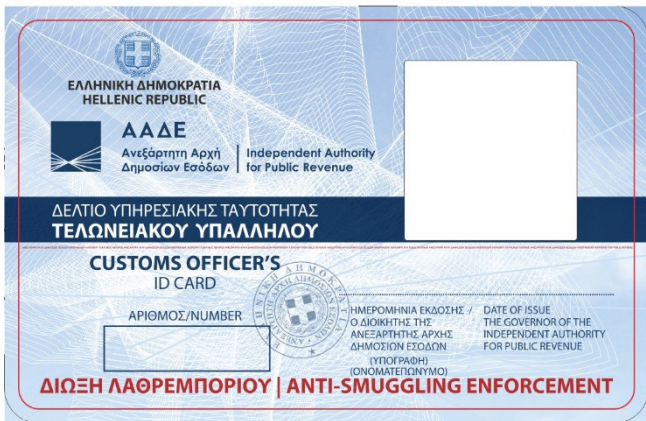 ΕΛΛΗΝΙΚΗ ΔΗΜΟΚΡΑΤΙΑ
HELLENIC REPUBLIC
ΑΑΔΕ
Ανεξάρτητη Αρχή
Δημοσίων Εσόδων
Independent Authority
for Public Revenue
ΔΕΛΤΙΟ ΥΠΗΡΕΣΙΑΚΗΣ ΤΑΥΤΟΤΗΤΑΣ
ΤΕΛΩΝΕΙΑΚΟΥ ΥΠΑΛΛΗΛΟΥ
CUSTOMS OFFICER'S
ID CARD
ΑΡΙΘΜΟΣ/NUMBER
ΕΛΛΗΝΙΚΗ ΔΗΜΟΚΡΑΤΙΑ
ΗΜΕΡΟΜΗΝΙΑ ΕΚΔΟΣΗΣ /
Ο ΔΙΟΙΚΗΤΗΣ ΤΗΣ
ΑΝΕΞΑΡΤΗΤΗΣ ΑΡΧΗΣ
ΔΗΜΟΣΙΩΝ ΕΣΟΔΩΝ
(ΥΠΟΓΡΑΦΗ)
(ΟΝΟΜΑΤΕΠΩΝΥΜΟ)
DATE OF ISSUE
THE GOVERNOR OF THE
INDEPENDENT AUTHORITY
FOR PUBLIC REVENUE
ΔΙΩΞΗ ΛΑΘΡΕΜΠΟΡΙΟΥ | ANTI-SMUGGLING ENFORCEMENT